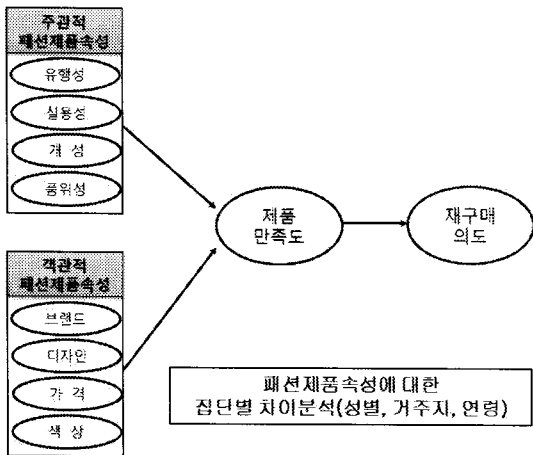 주관적
패션제품속성
유행성
실용성
개 성
품위성
객관적
패션제품속성
브랜드
디자인
가 격
색 상
제품
만족도
재구매
의도
패션제품속성에 대한
집단별 차이분석(성별, 거주지, 연령)